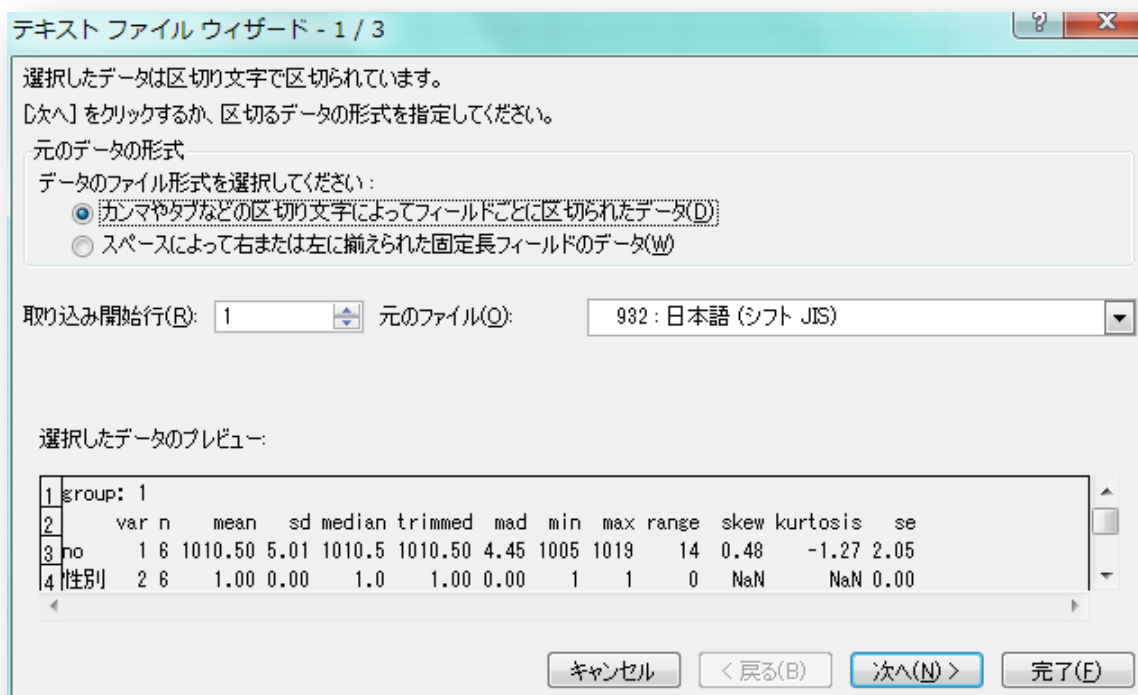 テキスト ファイル ウィザード - 1 / 3
選択したデータは区切り文字で区切られています。
[次へ] をクリックするか、区切るデータの形式を指定してください。
元のデータの形式
データのファイル形式を選択してください:
カンマやタブなどの区切り文字によってフィールドごとに区切られたデータ(D)
スペースによって右または左に揃えられた固定長フィールドのデータ(W)
取り込み開始行(R): 1 元のファイル(O): 932 : 日本語 (シフト JIS)
選択したデータのプレビュー:
1 group: 1
2 var n mean sd median trimmed mad min max range skew kurtosis se
3 no 1 6 1010.50 5.01 1010.5 1010.50 4.45 1005 1019 14 0.48 -1.27 2.05
4 性別 2 6 1.00 0.00 1.0 1.00 0.00 1 1 0 NaN NaN 0.00
キャンセル < 戻る(B) 次へ(N) > 完了(F)